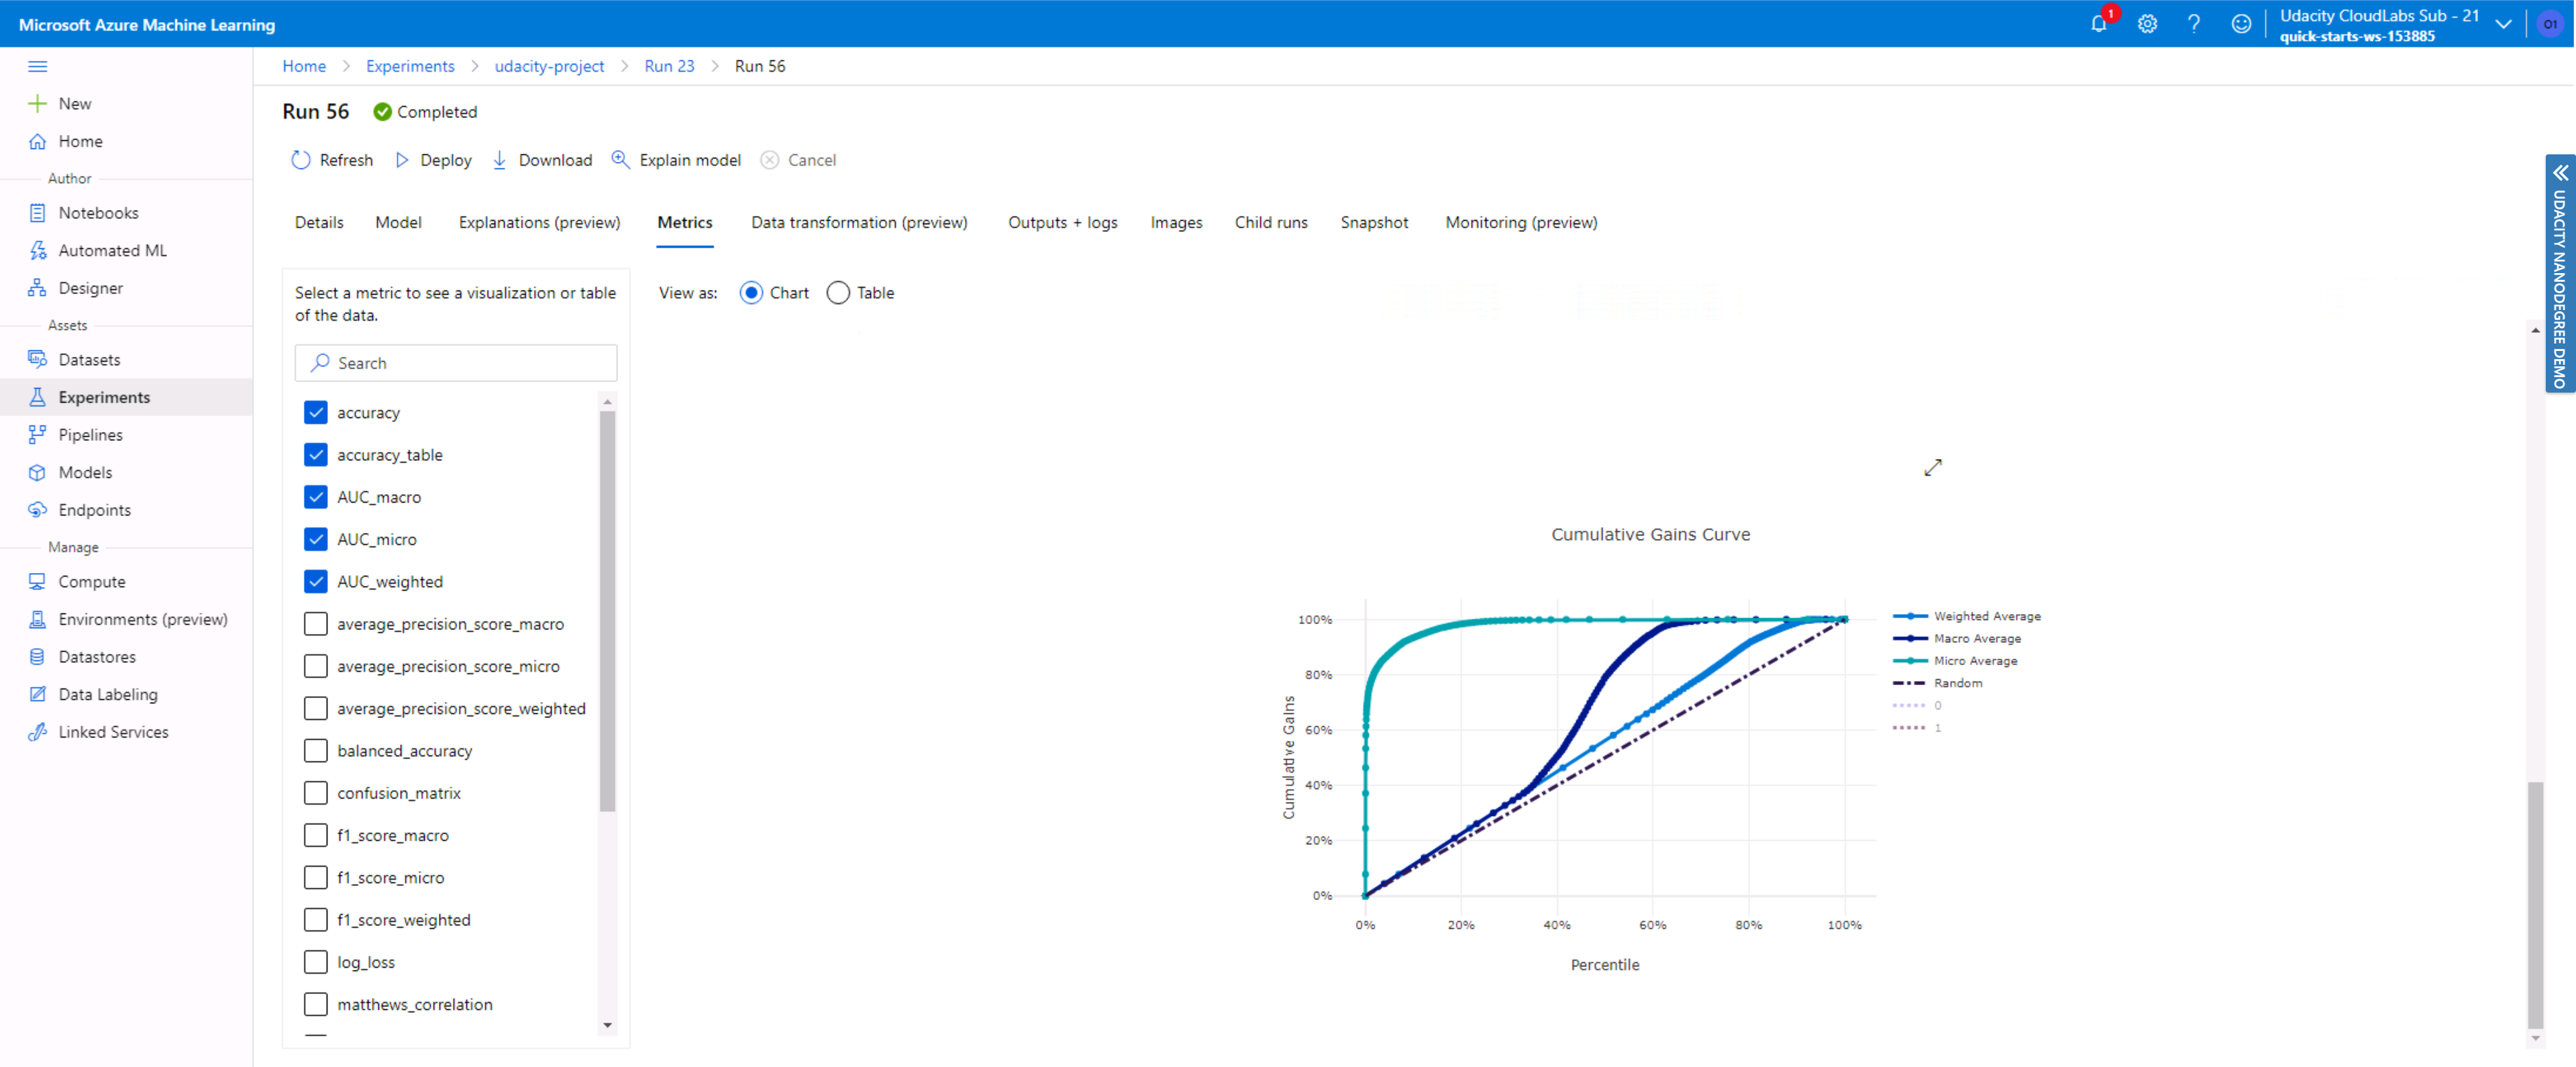 Microsoft Azure Machine Learning
1
Udacity CloudLabs Sub - 21
quick-starts-ws-153885
O1
Home > Experiments > udacity-project > Run 23 > Run 56
New
Home
Author
Notebooks
Automated ML
Designer
Assets
Datasets
Experiments
Pipelines
Models
Endpoints
Manage
Compute
Environments (preview)
Datastores
Data Labeling
Linked Services
Run 56 Completed
Refresh Deploy Download Explain model Cancel
Details Model Explanations (preview) Metrics Data transformation (preview) Outputs + logs Images Child runs Snapshot Monitoring (preview)
Select a metric to see a visualization or table
of the data.
Search
accuracy
accuracy_table
AUC_macro
AUC_micro
AUC_weighted
average_precision_score_macro
average_precision_score_micro
average_precision_score_weighted
balanced_accuracy
confusion_matrix
f1_score_macro
f1_score_micro
f1_score_weighted
log_loss
matthews_correlation
View as: Chart Table
Cumulative Gains Curve
Cumulative Gains
100%
80%
60%
40%
20%
0%
0% 20% 40% 60% 80% 100%
Percentile
Weighted Average
Macro Average
Micro Average
Random
0
1
UDACITY NANODEGREE DEMO